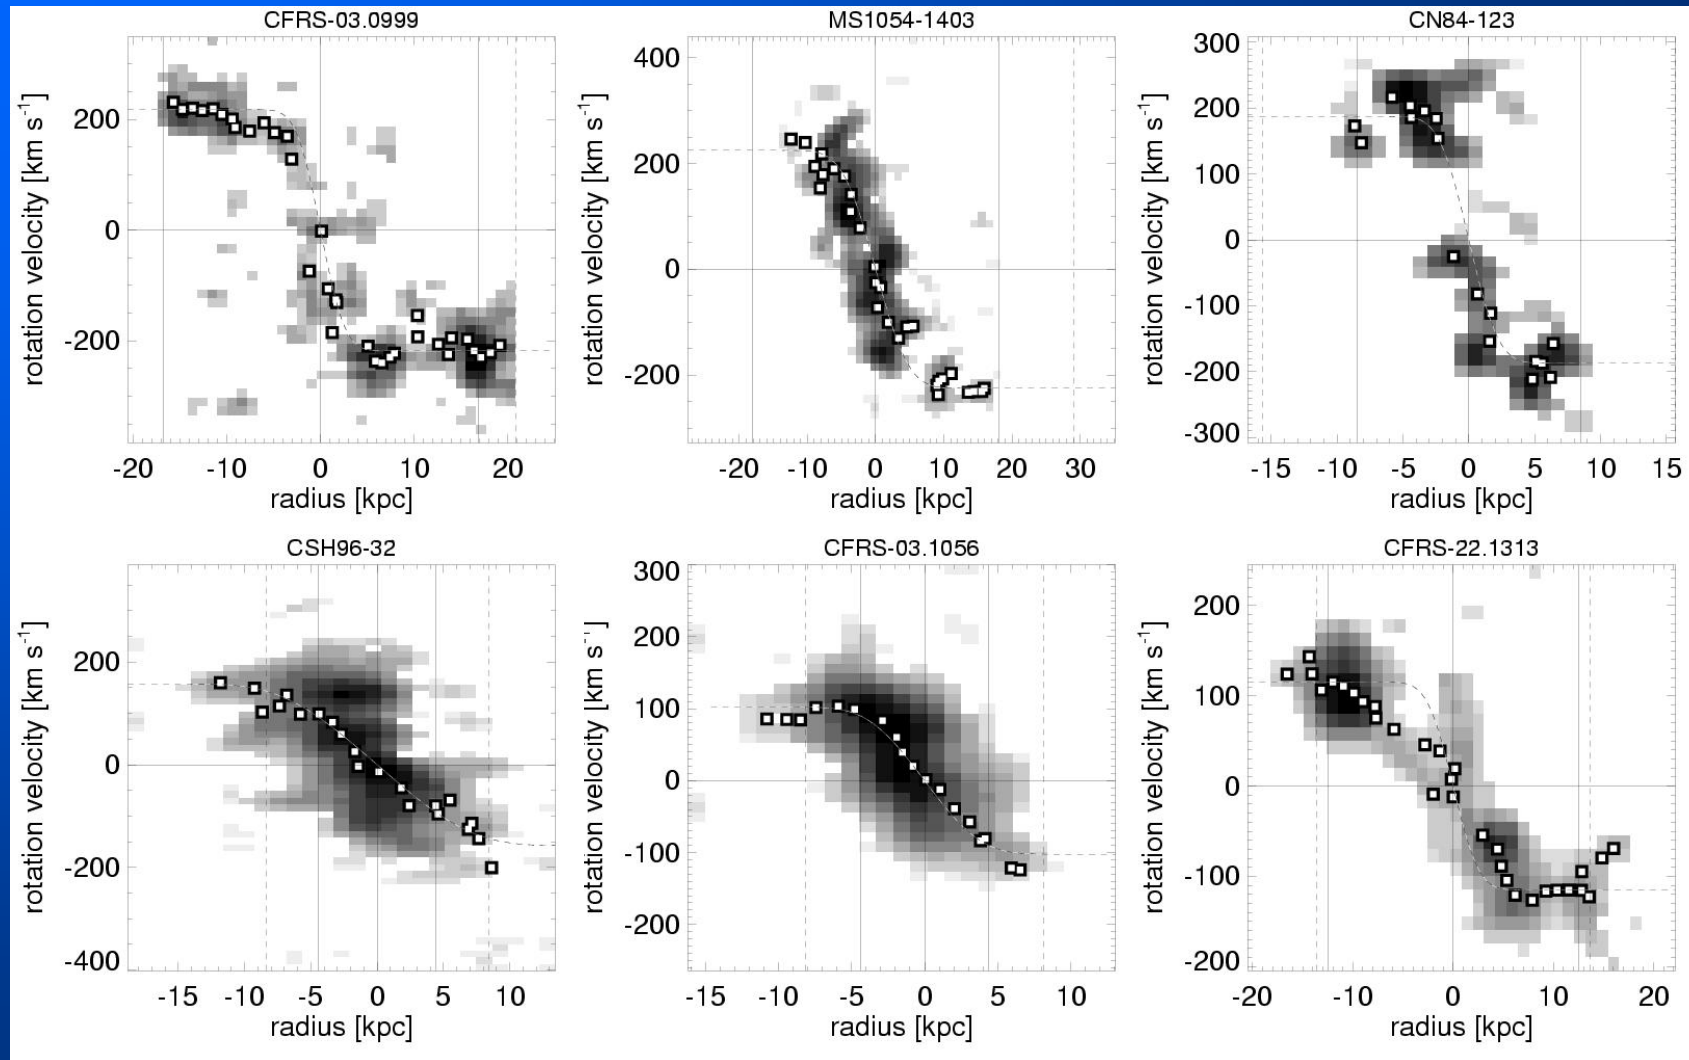 CFRS-03.0999
200
0
-200
-20 -10 0 10 20
radius [kpc]
rotation velocity [km s-1]
MS1054-1403
400
200
0
-200
-20 -10 0 10 20 30
radius [kpc]
rotation velocity [km s-1]
CN84-123
300
200
100
0
-100
-200
-300
-15 -10 -5 0 5 10 15
radius [kpc]
rotation velocity [km s-1]
CSH96-32
200
0
-200
-400
-15 -10 -5 0 5 10
radius [kpc]
rotation velocity [km s-1]
CFRS-03.1056
300
200
100
0
-100
-200
-15 -10 -5 0 5 10
radius [kpc]
rotation velocity [km s-1]
CFRS-22.1313
200
100
0
-100
-200
-20 -10 0 10 20
radius [kpc]
rotation velocity [km s-1]